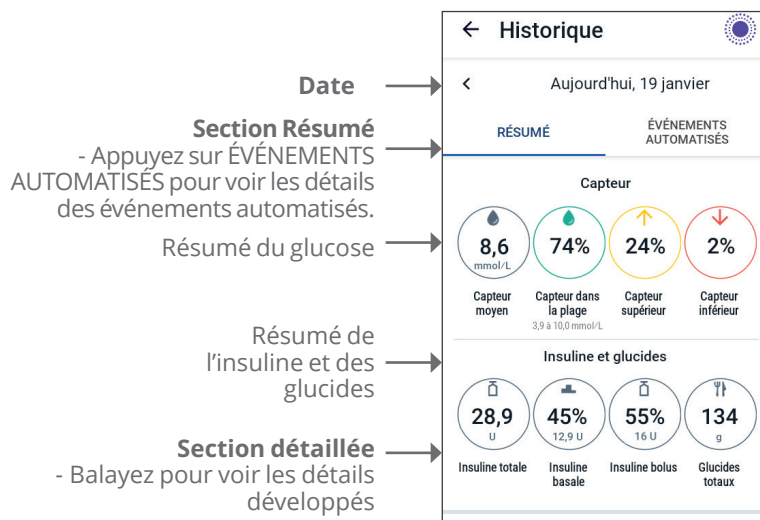 Historique
Date
Aujourd'hui, 19 janvier
Section Résumé
- Appuyez sur ÉVÉNEMENTS
AUTOMATISÉS pour voir les détails
des événements automatisés.
RÉSUMÉ
ÉVÉNEMENTS
AUTOMATISÉS
Résumé du glucose
Capteur
8,6
mmol/L
74%
24%
2%
Capteur
moyen
Capteur dans
la plage
3,9 à 10,0 mmol/L
Capteur
supérieur
Capteur
inférieur
Résumé de
l'insuline et des
glucides
Insuline et glucides
28,9
U
45%
12,9 U
55%
16 U
134
g
Insuline totale
Insuline
basale
Insuline bolus
Glucides
totaux
Section détaillée
- Balayez pour voir les détails
développés